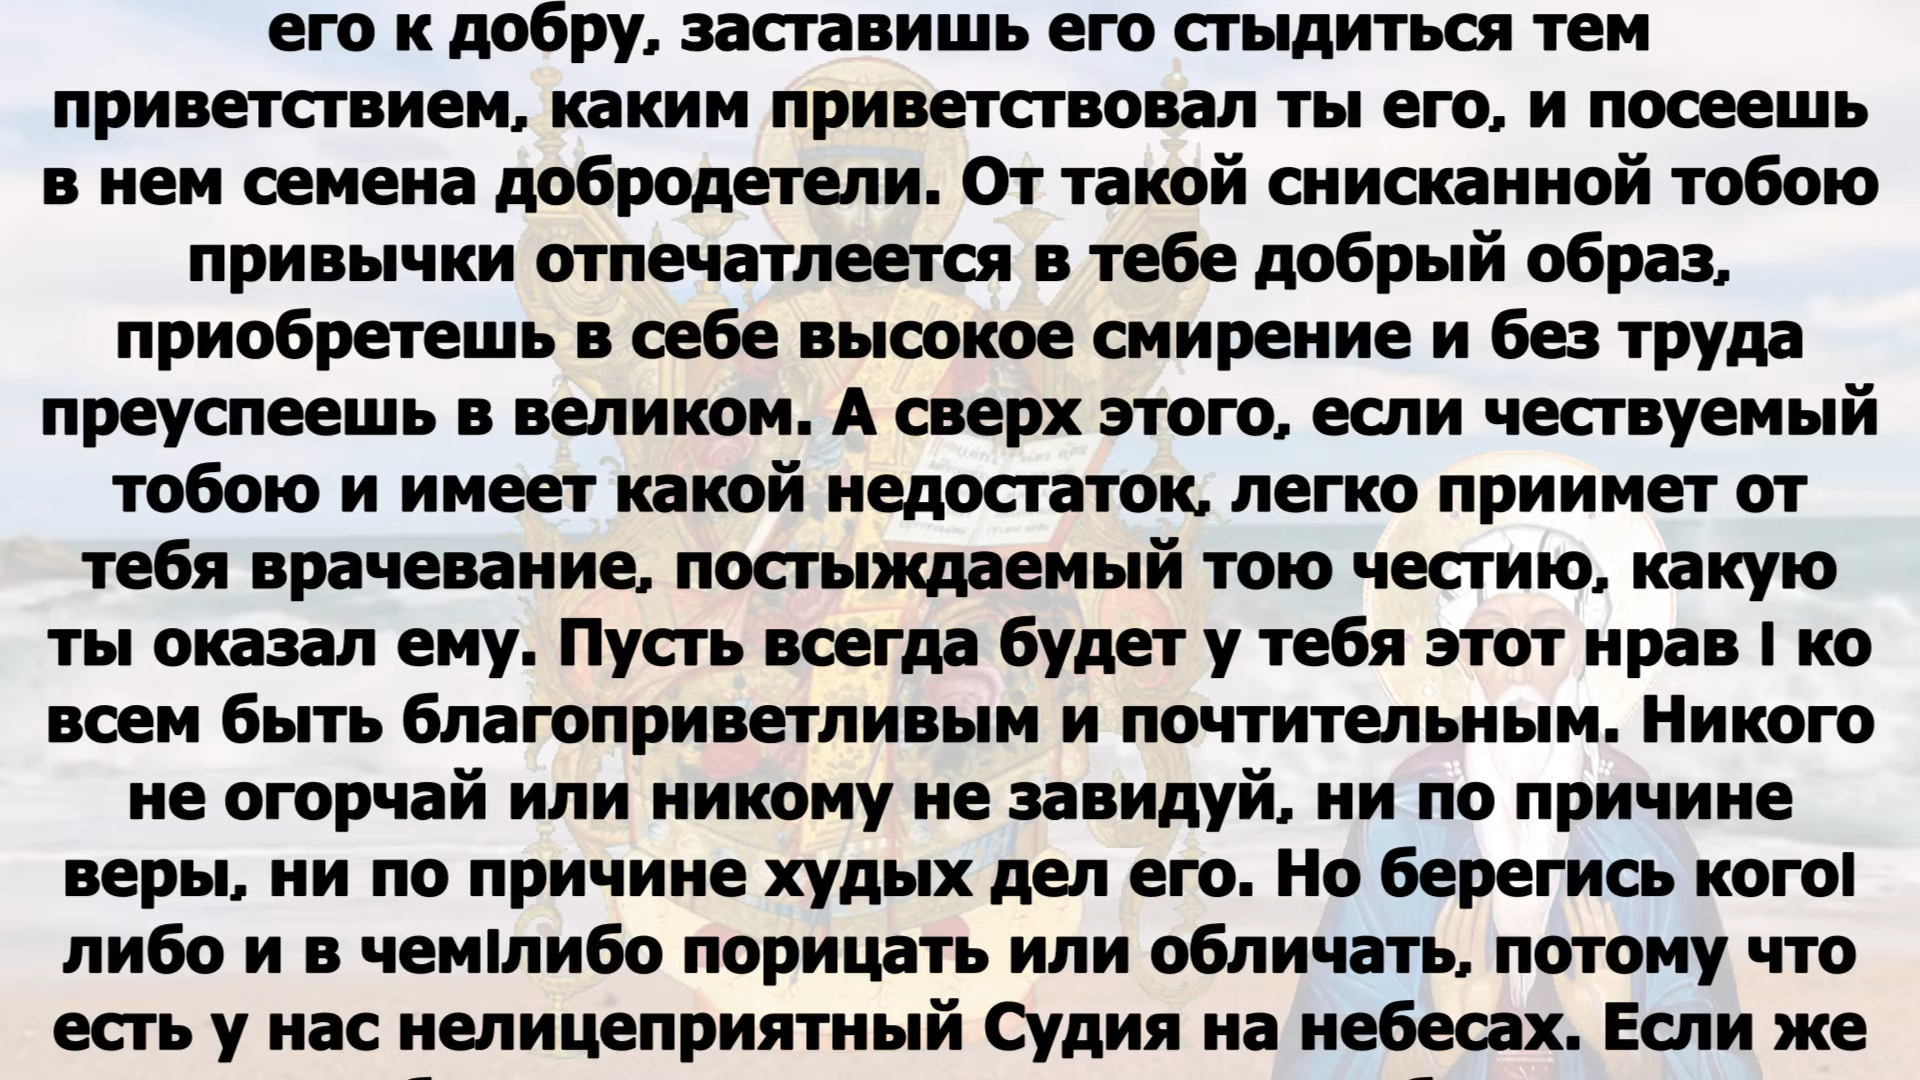 его к добру, заставишь его стыдиться тем
приветствием, каким приветствовал ты его, и посеешь
в нем семена добродетели. От такой снисканной тобою
привычки отпечатлеется в тебе добрый образ,
приобретешь в себе высокое смирение и без труда
преуспеешь в великом. А сверх этого, если чествуемый
тобою и имеет какой недостаток, легко приимет от
тебя врачевание, постыждаемый тою честию, какую
ты оказал ему. Пусть всегда будет у тебя этот нрав l ко
всем быть благоприветливым и почтительным. Никого
не огорчай или никому не завидуй, ни по причине
веры, ни по причине худых дел его. Но берегись когоl
либо и в чемlлибо порицать или обличать, потому что
есть у нас нелицеприятный Судия на небесах. Если же